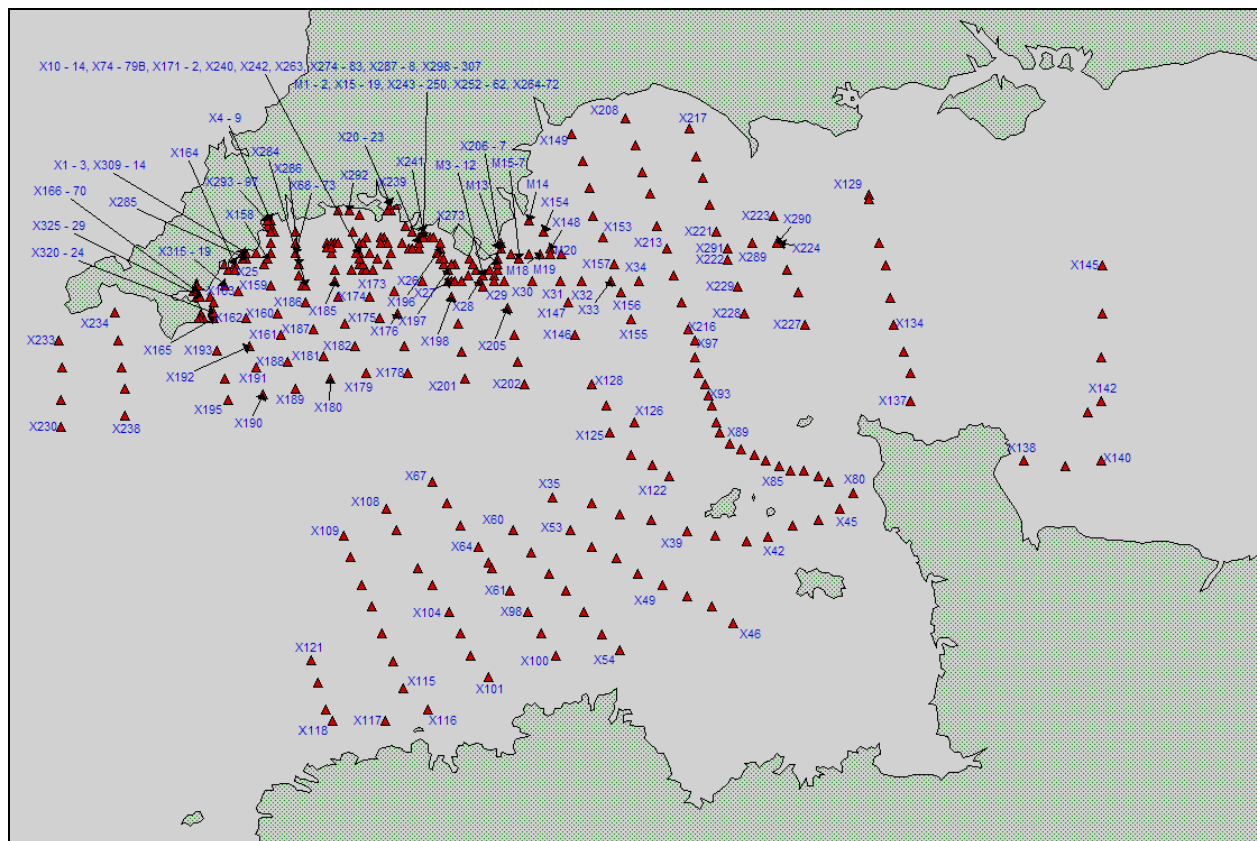 X10 - 14, X74 - 79B, X171 - 2, X240, X242, X263, X274 - 83, X287 - 8, X298 - 307
M1 - 2, X15 - 19, X243 - 250, X252 - 62, X264-72
X4 - 9
X208
X217
X20 - 23
X149
X164
X284
X241
X206 - 7
M15-7
X1 - 3, X309 - 14
X286
M3 - 12
X166 - 70
X293 - 97
X68 - 73
X292
X239
M13
M14
X129
X285
X154
X325 - 29
X158
X273
X148
X223
X290
X320 - 24
X315 - 19
X153
X221
X213
X291
X289
X224
M20
X222
X25
M18
M19
X157
X34
X145
X163
X159
X173
X26
X27
X29
X30
X31
X32
X229
X186
X174
X196
X28
X147
X33
X156
X234
X162
X160
X185
X175
X197
X228
X165
X161
X187
X176
X205
X146
X155
X227
X134
X233
X193
X198
X216
X182
X97
X192
X188
X181
X191
X179
X178
X201
X202
X128
X93
X142
X195
X189
X180
X137
X190
X126
X230
X238
X125
X89
X138
X140
X67
X122
X85
X35
X80
X108
X45
X109
X60
X53
X39
X42
X64
X61
X49
X104
X98
X46
X121
X100
X54
X101
X115
X118
X117
X116